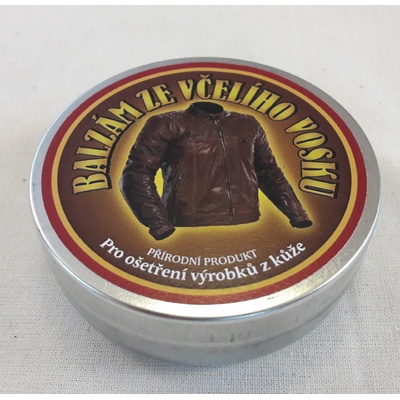 BALZÁM ZE VČELÍHO VOSKU
PŘÍRODNÍ PRODUKT
Pro ošetření výrobků z kůže